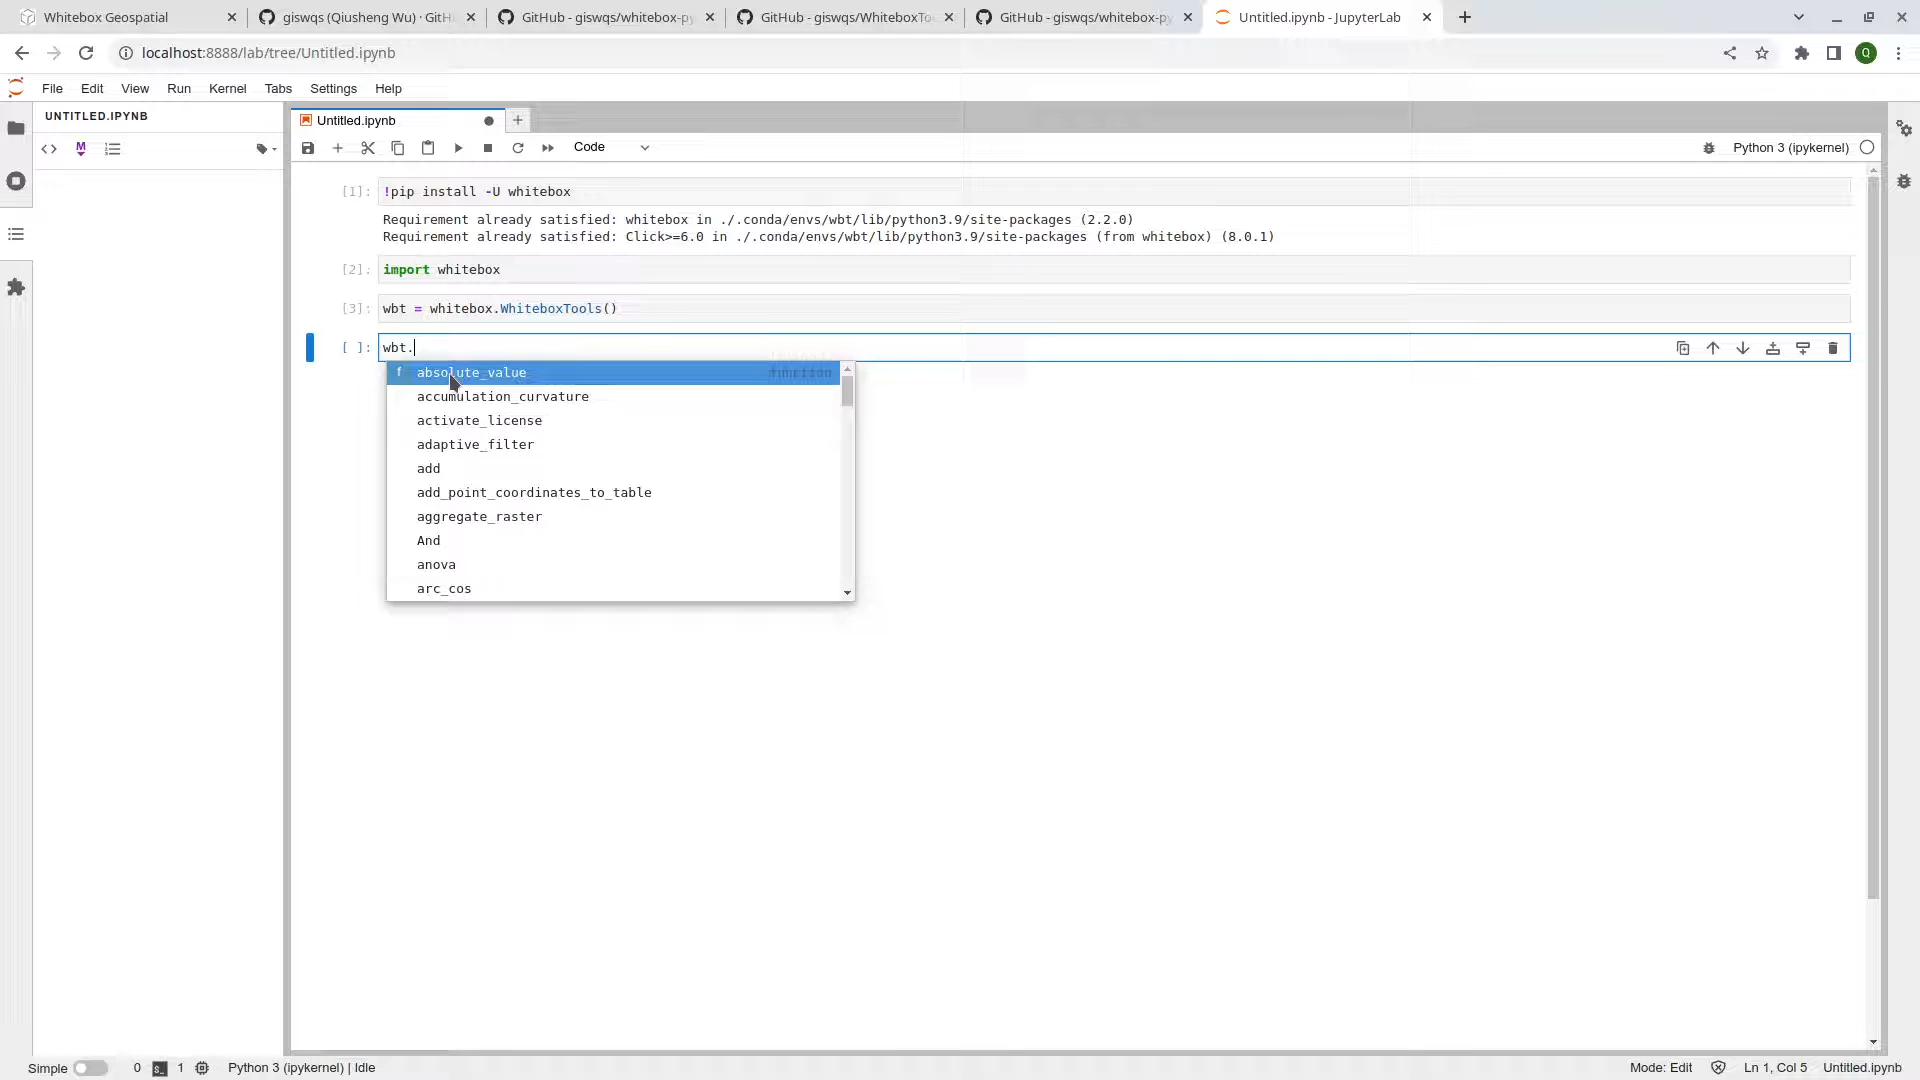 Whitebox Geospatial
giswqs (Qiusheng Wu) · GitH
GitHub - giswqs/whitebox-py
GitHub - giswqs/WhiteboxTo
GitHub - giswqs/whitebox-py
Untitled.ipynb - JupyterLab
localhost:8888/lab/tree/Untitled.ipynb
Q
File Edit View Run Kernel Tabs Settings Help
UNTITLED.IPYNB
Untitled.ipynb
M
Code
Python 3 (ipykernel)
[1]: !pip install -U whitebox
Requirement already satisfied: whitebox in ./.conda/envs/wbt/lib/python3.9/site-packages (2.2.0)
Requirement already satisfied: Click>=6.0 in ./.conda/envs/wbt/lib/python3.9/site-packages (from whitebox) (8.0.1)
[2]: import whitebox
[3]: wbt = whitebox.WhiteboxTools()
[ ]: wbt.
f absolute_value function
accumulation_curvature
activate_license
adaptive_filter
add
add_point_coordinates_to_table
aggregate_raster
And
anova
arc_cos
Simple 0 1 Python 3 (ipykernel) | Idle
Mode: Edit Ln 1, Col 5 Untitled.ipynb